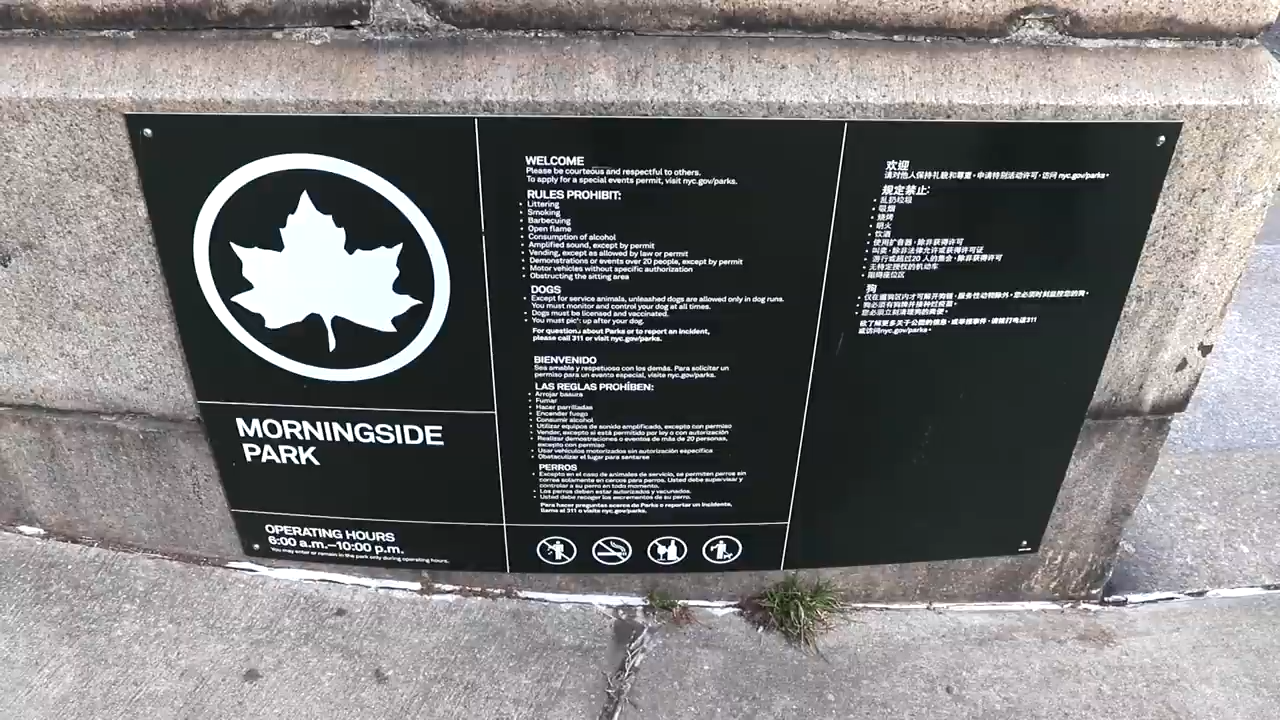 MORNINGSIDE
PARK
OPERATING HOURS
6:00 a.m.–10:00 p.m.
You may enter or remain in the park only during operating hours.
WELCOME
Please be courteous and respectful to others.
To apply for a special events permit, visit nyc.gov/parks.
RULES PROHIBIT:
• Littering
• Smoking
• Barbecuing
• Open flame
• Consumption of alcohol
• Amplified sound, except by permit
• Vending, except as allowed by law or permit
• Demonstrations or events over 20 people, except by permit
• Motor vehicles without specific authorization
• Obstructing the sitting area
DOGS
• Except for service animals, unleashed dogs are allowed only in dog runs.
• You must monitor and control your dog at all times.
• Dogs must be licensed and vaccinated.
• You must pick up after your dog.
For questions about Parks or to report an incident,
please call 311 or visit nyc.gov/parks.
BIENVENIDO
Sea amable y respetuoso con los demás. Para solicitar un
permiso para un evento especial, visite nyc.gov/parks.
LAS REGLAS PROHÍBEN:
• Arrojar basura
• Fumar
• Hacer parrilladas
• Encender fuego
• Consumir alcohol
• Utilizar equipos de sonido amplificado, excepto con permiso
• Vender, excepto si está permitido por ley o con autorización
• Realizar demostraciones o eventos de más de 20 personas,
excepto con permiso
• Usar vehículos motorizados sin autorización específica
• Obstaculizar el lugar para sentarse
PERROS
• Excepto en el caso de animales de servicio, se permiten perros sin
correa solamente en cercos para perros. Usted debe supervisar y
controlar a su perro en todo momento.
• Los perros deben estar autorizados y vacunados.
• Usted debe recoger los excrementos de su perro.
Para hacer preguntas acerca de Parks o reportar un incidente,
llame al 311 o visite nyc.gov/parks.
欢迎
请对他人保持礼貌和尊重。申请特别活动许可，访问 nyc.gov/parks。
规定禁止:
• 乱扔垃圾
• 吸烟
• 烧烤
• 明火
• 饮酒
• 使用扩音器，除非获得许可
• 叫卖，除非法律允许或获得许可证
• 游行或超过20 人的集会，除非获得许可
• 无特定授权的机动车
• 阻碍座位区
狗
• 仅在遛狗区内才可解开狗链，服务性动物除外。您必须时刻监控您的狗。
• 狗必须有狗牌并接种过疫苗。
• 您必须立刻清理狗的粪便。
欲了解更多关于公园的信息，或举报事件，请拨打电话311
或访问nyc.gov/parks。